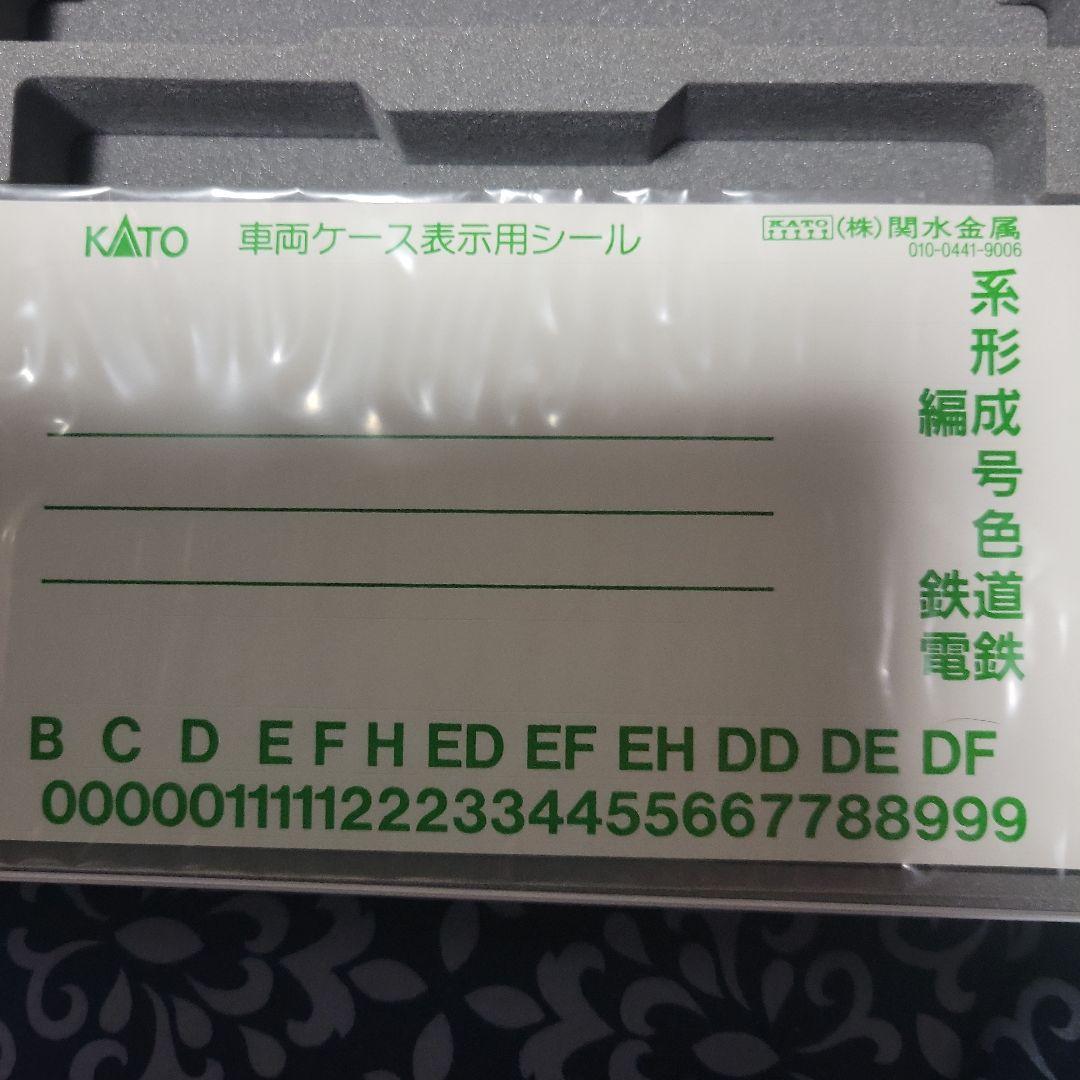 KATO 車両ケース表示用シール KATO (株)関水金属
010-0441-9006
系
形
編成
号
色
鉄道
電鉄
B C D E F H ED EF EH DD DE DF
00000111112223344556677888999